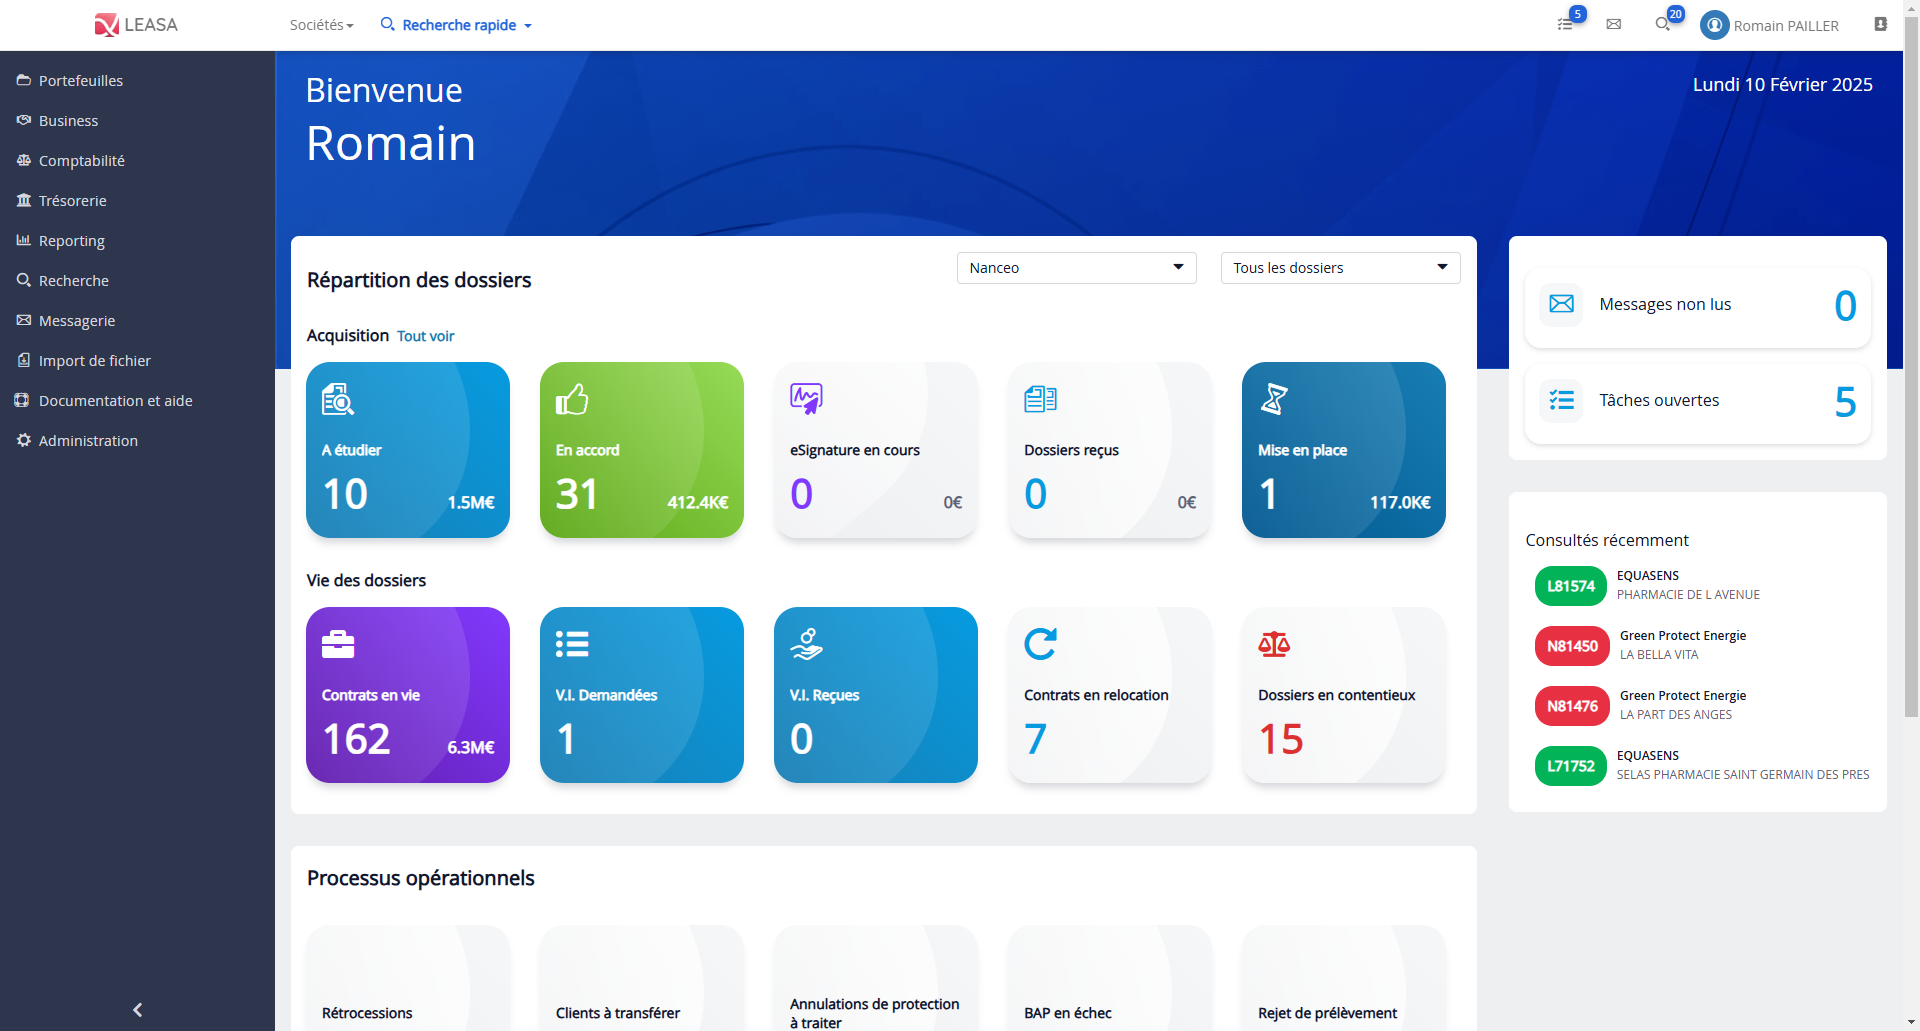 LEASA
Sociétés
Recherche rapide
5
20
Romain PAILLER
Portefeuilles
Business
Comptabilité
Trésorerie
Reporting
Recherche
Messagerie
Import de fichier
Documentation et aide
Administration
Bienvenue
Romain
Lundi 10 Février 2025
Répartition des dossiers
Nanceo
Tous les dossiers
Acquisition Tout voir
A étudier
10 1.5M€
En accord
31 412.4K€
eSignature en cours
0 0€
Dossiers reçus
0 0€
Mise en place
1 117.0K€
Vie des dossiers
Contrats en vie
162 6.3M€
V.I. Demandées
1
V.I. Reçues
0
Contrats en relocation
7
Dossiers en contentieux
15
Processus opérationnels
Rétrocessions
Clients à transférer
Annulations de protection
à traiter
BAP en échec
Rejet de prélèvement
Messages non lus 0
Tâches ouvertes 5
Consultés récemment
L81574
EQUASENS
PHARMACIE DE L AVENUE
N81450
Green Protect Energie
LA BELLA VITA
N81476
Green Protect Energie
LA PART DES ANGES
L71752
EQUASENS
SELAS PHARMACIE SAINT GERMAIN DES PRES